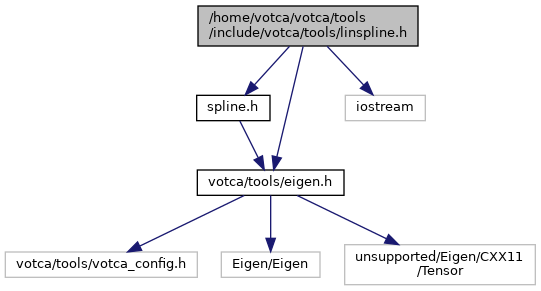 /home/votca/votca/tools
/include/votca/tools/linspline.h
spline.h
iostream
votca/tools/eigen.h
votca/tools/votca_config.h
Eigen/Eigen
unsupported/Eigen/CXX11
/Tensor